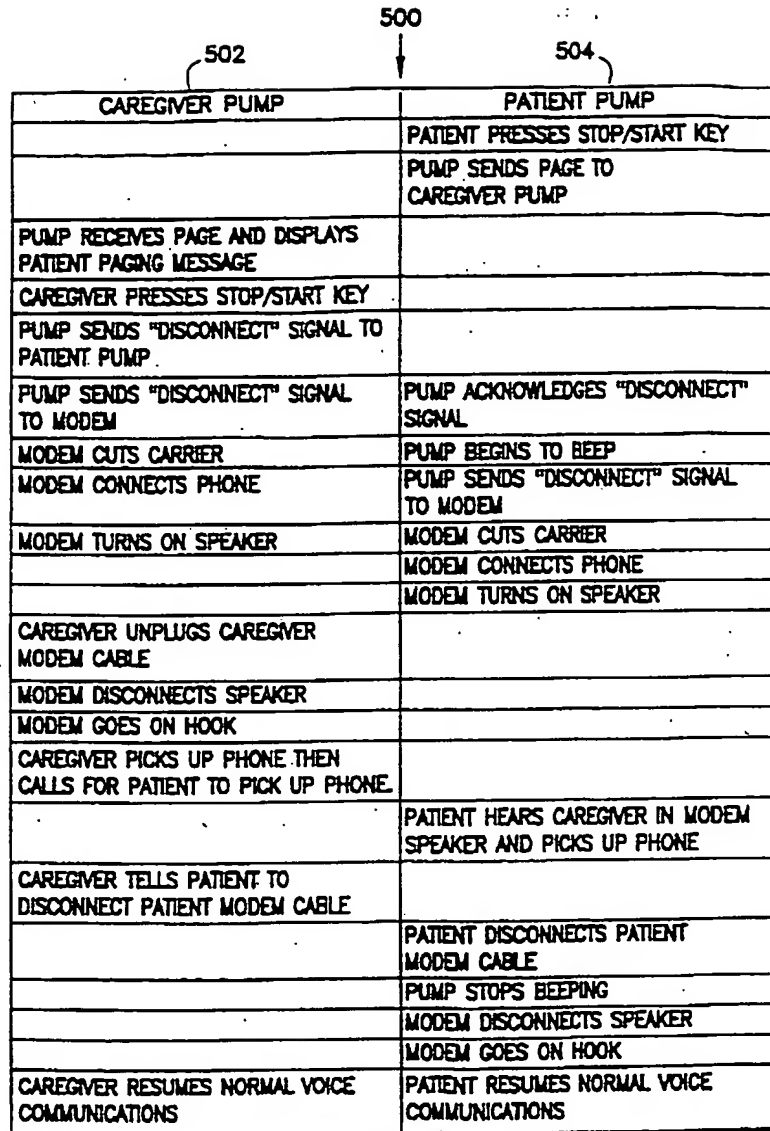 500
502
504
CAREGIVER PUMP
PATIENT PUMP
PATIENT PRESSES STOP/START KEY
PUMP SENDS PAGE TO
CAREGIVER PUMP
PUMP RECEIVES PAGE AND DISPLAYS
PATIENT PAGING MESSAGE
CAREGIVER PRESSES STOP/START KEY
PUMP SENDS "DISCONNECT" SIGNAL TO
PATIENT PUMP
PUMP SENDS "DISCONNECT" SIGNAL
TO MODEM
PUMP ACKNOWLEDGES "DISCONNECT"
SIGNAL
MODEM CUTS CARRIER
PUMP BEGINS TO BEEP
MODEM CONNECTS PHONE
PUMP SENDS "DISCONNECT" SIGNAL
TO MODEM
MODEM TURNS ON SPEAKER
MODEM CUTS CARRIER
MODEM CONNECTS PHONE
MODEM TURNS ON SPEAKER
CAREGIVER UNPLUGS CAREGIVER
MODEM CABLE
MODEM DISCONNECTS SPEAKER
MODEM GOES ON HOOK
CAREGIVER PICKS UP PHONE THEN
CALLS FOR PATIENT TO PICK UP PHONE
PATIENT HEARS CAREGIVER IN MODEM
SPEAKER AND PICKS UP PHONE
CAREGIVER TELLS PATIENT TO
DISCONNECT PATIENT MODEM CABLE
PATIENT DISCONNECTS PATIENT
MODEM CABLE
PUMP STOPS BEEPING
MODEM DISCONNECTS SPEAKER
MODEM GOES ON HOOK
CAREGIVER RESUMES NORMAL VOICE
COMMUNICATIONS
PATIENT RESUMES NORMAL VOICE
COMMUNICATIONS